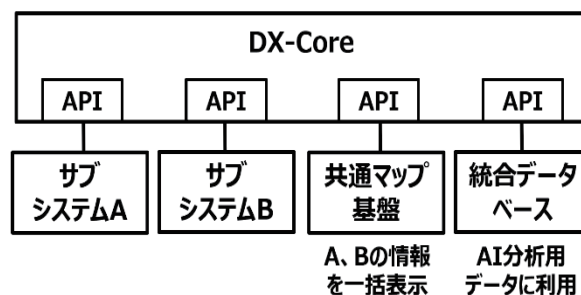 DX-Core
API
API
API
API
サブ
システムA
サブ
システムB
共通マップ
基盤
統合データ
ベース
A、Bの情報
を一括表示
AI分析用
データに利用